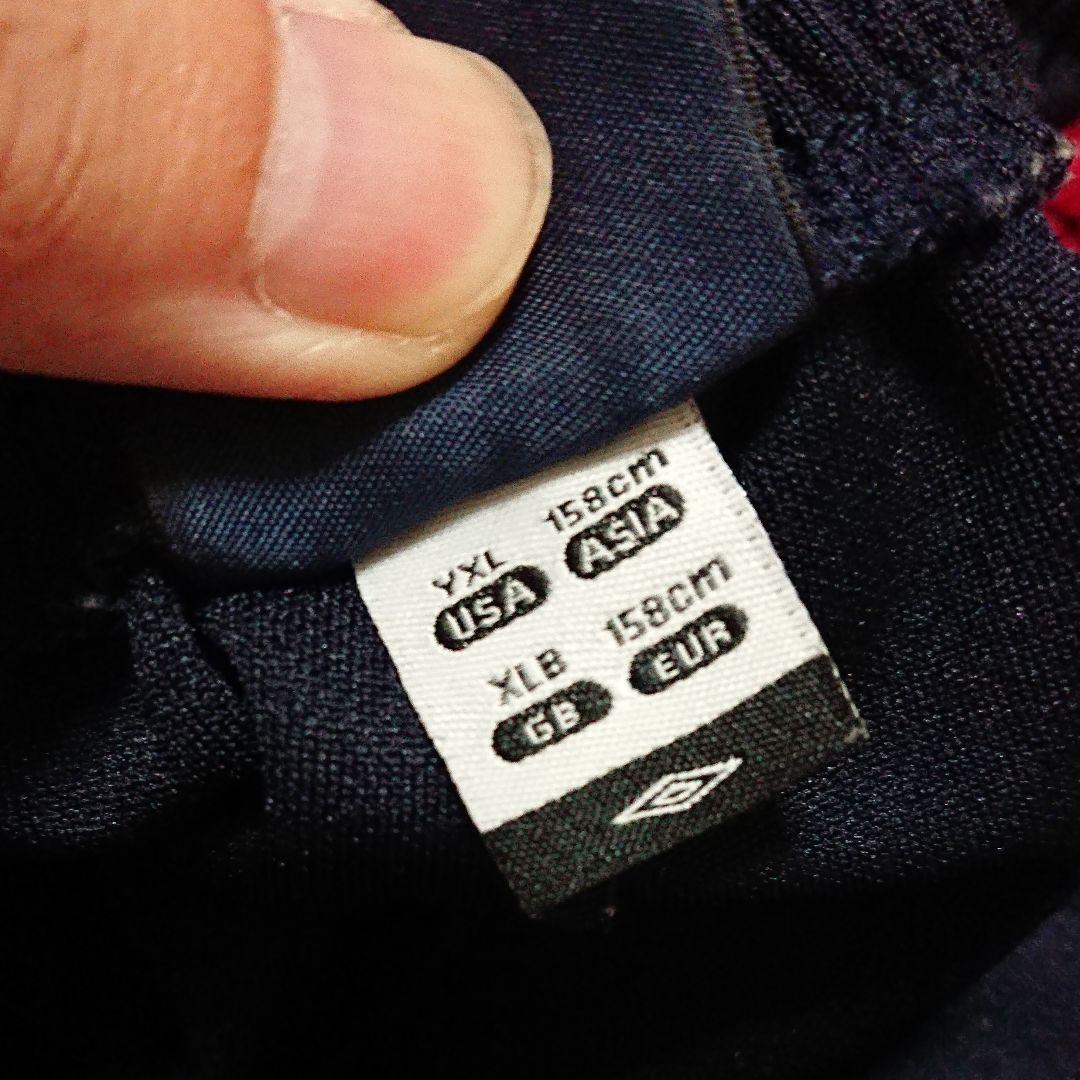 YXL 158cm
USA ASIA
XLB 158cm
GB EUR